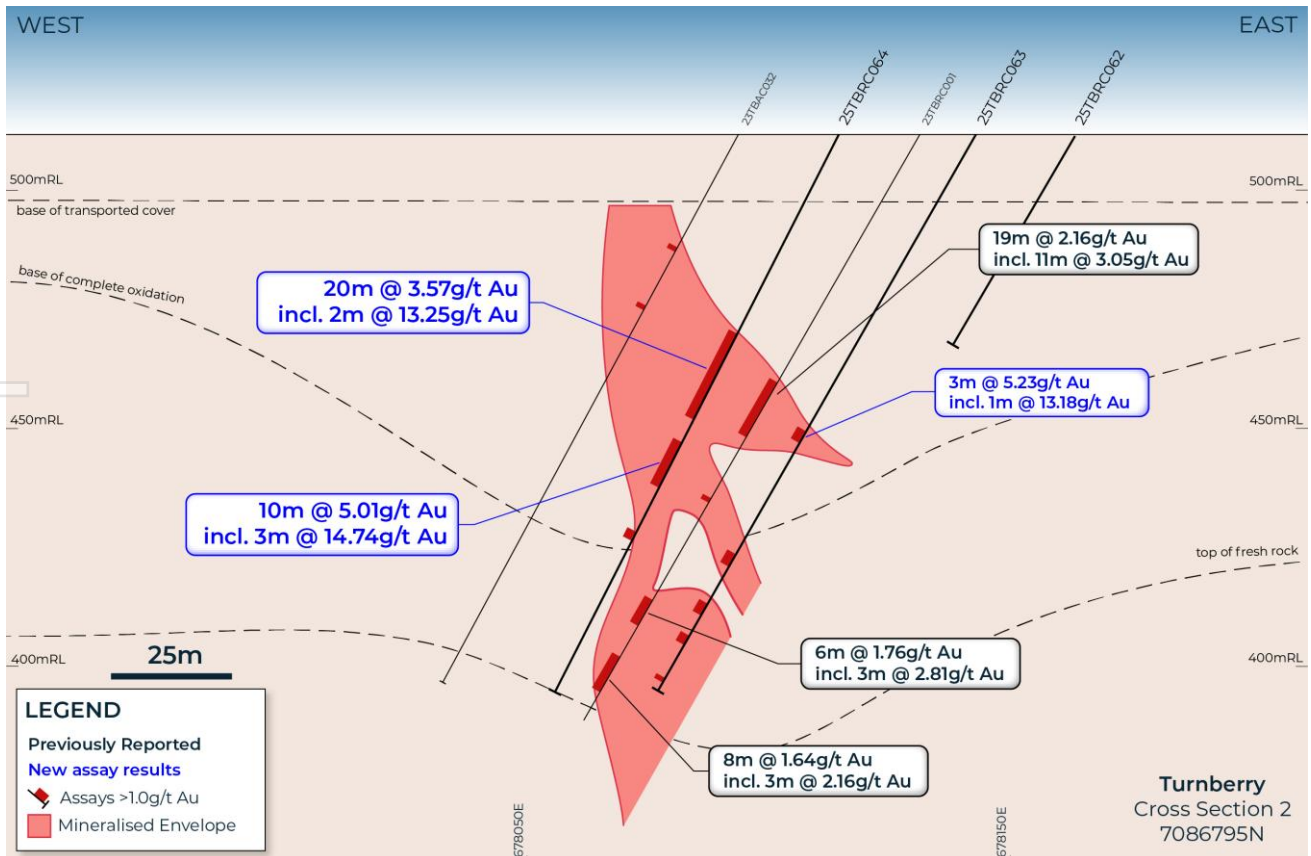 WEST
EAST
23TBAC032
25TBRC064
23TBRC001
25TBRC063
25TBRC062
500mRL
500mRL
base of transported cover
19m @ 2.16g/t Au
incl. 11m @ 3.05g/t Au
base of complete oxidation
20m @ 3.57g/t Au
incl. 2m @ 13.25g/t Au
3m @ 5.23g/t Au
incl. 1m @ 13.18g/t Au
450mRL
450mRL
10m @ 5.01g/t Au
incl. 3m @ 14.74g/t Au
top of fresh rock
400mRL
25m
6m @ 1.76g/t Au
incl. 3m @ 2.81g/t Au
400mRL
LEGEND
Previously Reported
New assay results
Assays >1.0g/t Au
Mineralised Envelope
8m @ 1.64g/t Au
incl. 3m @ 2.16g/t Au
678050E
678150E
Turnberry
Cross Section 2
7086795N